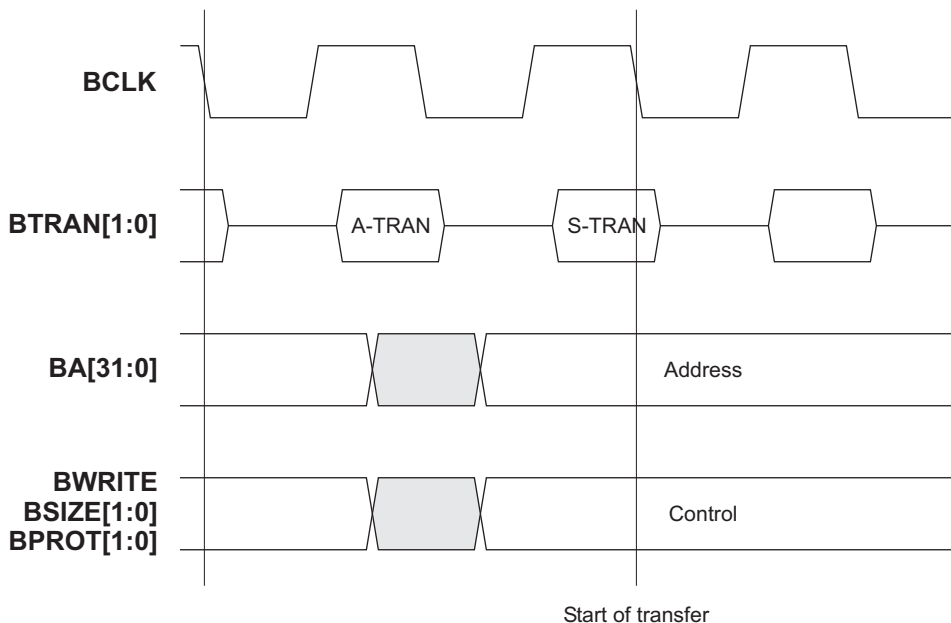 BCLK
BTRAN[1:0]
A-TRAN
S-TRAN
BA[31:0]
Address
BWRITE
BSIZE[1:0]
BPROT[1:0]
Control
Start of transfer